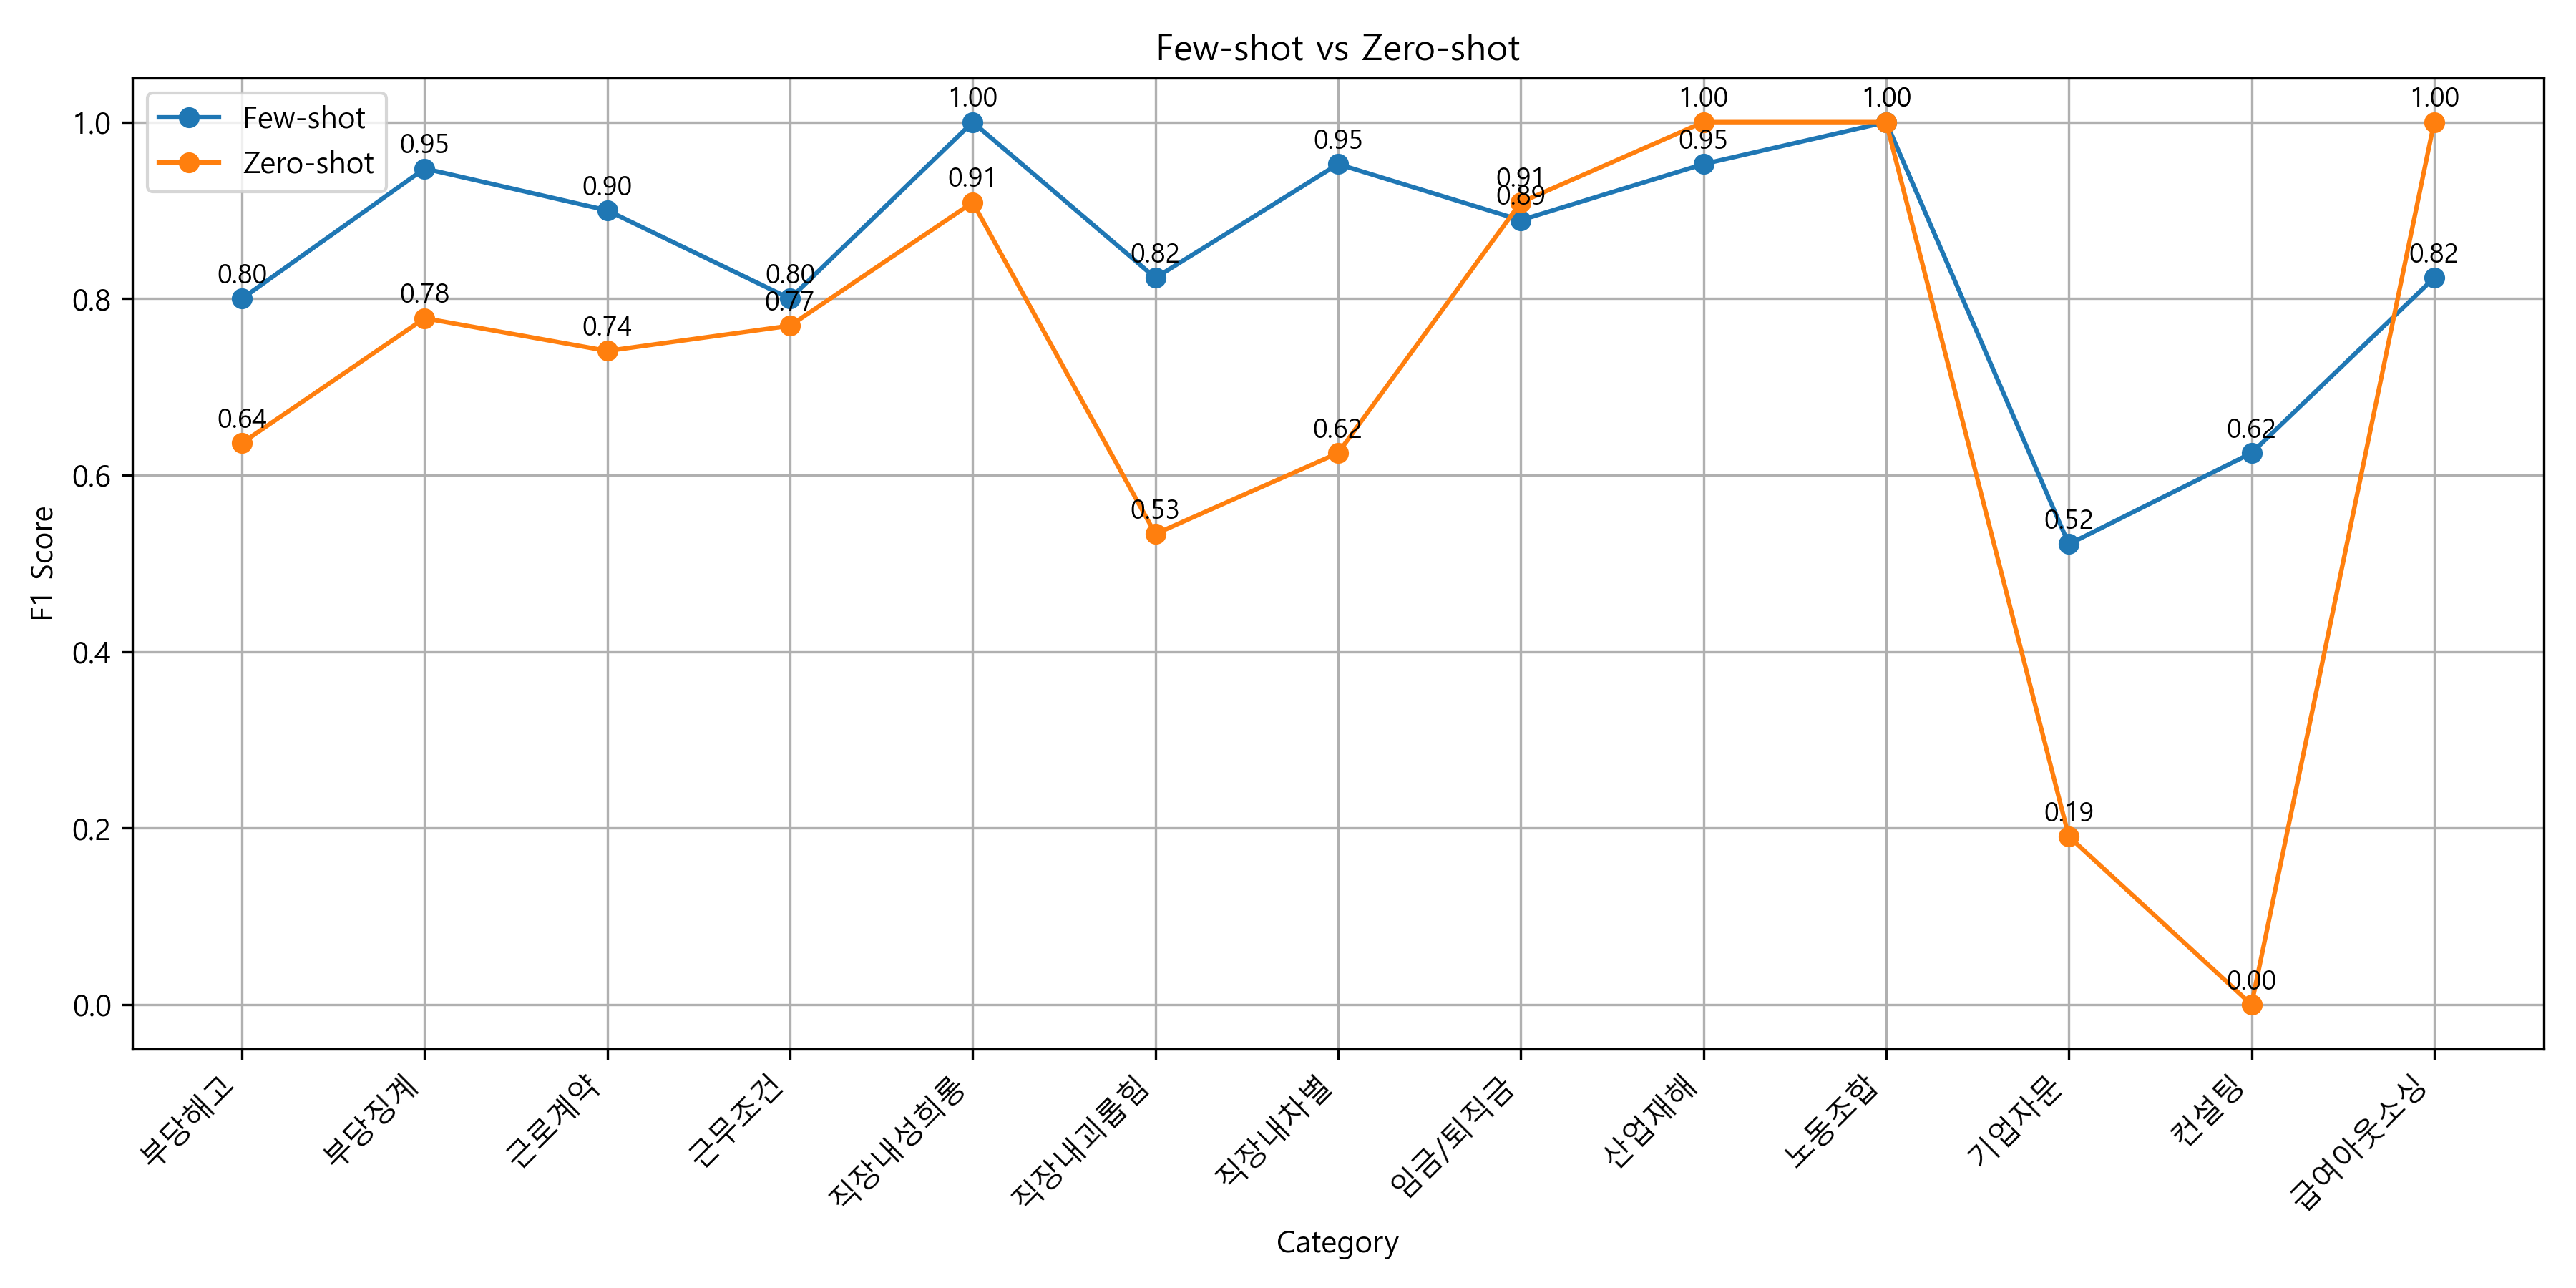 Few-shot vs Zero-shot
Few-shot
Zero-shot
F1 Score
1.0
0.8
0.6
0.4
0.2
0.0
0.80
0.95
0.90
0.80
1.00
0.82
0.95
0.89
0.95
1.00
0.52
0.62
0.82
0.64
0.78
0.74
0.77
0.91
0.53
0.62
0.91
1.00
1.00
0.19
0.00
1.00
부당해고
부당징계
근로계약
근무조건
직장내성희롱
직장내괴롭힘
직장내차별
임금/퇴직금
산업재해
노동조합
기업자문
컨설팅
급여아웃소싱
Category